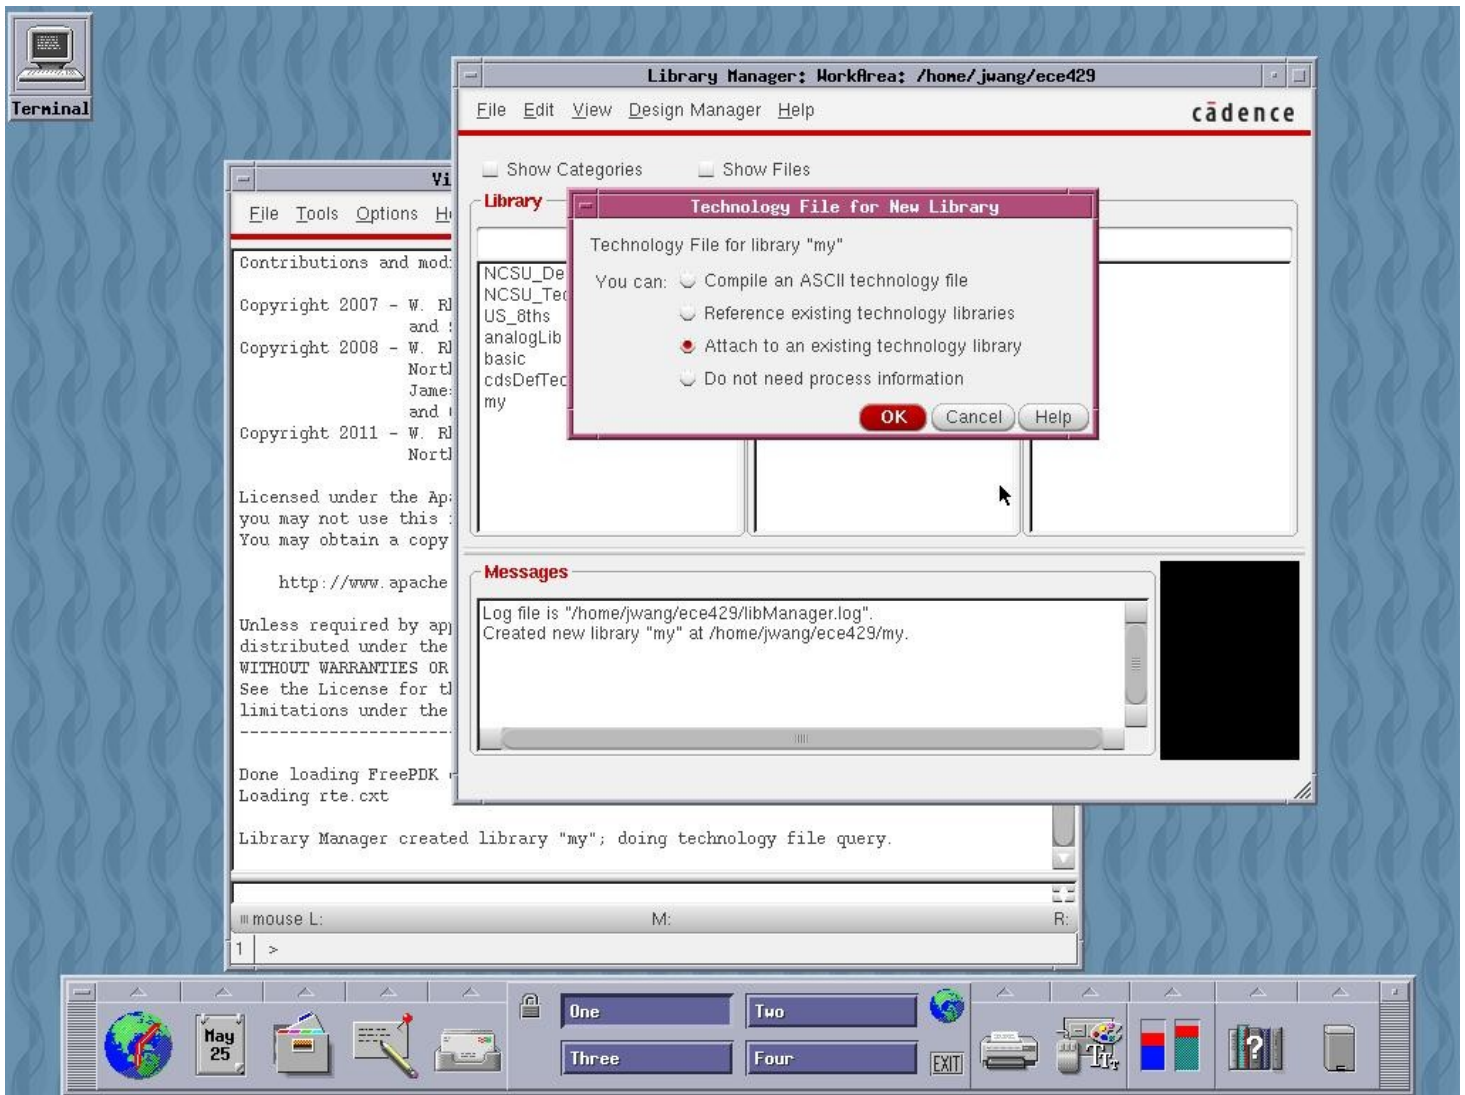 Terminal
Library Manager: WorkArea: /home/jwang/ece429
File Edit View Design Manager Help
cādence
Show Categories Show Files
Library
Technology File for New Library
Technology File for library "my"
You can: Compile an ASCII technology file
Reference existing technology libraries
Attach to an existing technology library
Do not need process information
OK Cancel Help
NCSU_De
NCSU_Tec
US_8ths
analogLib
basic
cdsDefTec
my
Messages
Log file is "/home/jwang/ece429/libManager.log".
Created new library "my" at /home/jwang/ece429/my.
Vi
File Tools Options
Contributions and mod
Copyright 2007 - W. R
and
Copyright 2008 - W. R
Nort
James
and
Copyright 2011 - W. R
Nort
Licensed under the Ap
you may not use this
You may obtain a copy
http://www.apache
Unless required by app
distributed under the
WITHOUT WARRANTIES OR
See the License for t
limitations under the
--------------------
Done loading FreePDK
Loading rte.cxt
Library Manager created library "my"; doing technology file query.
mouse L: M: R:
1 >
May
25
One Two
Three Four
EXIT